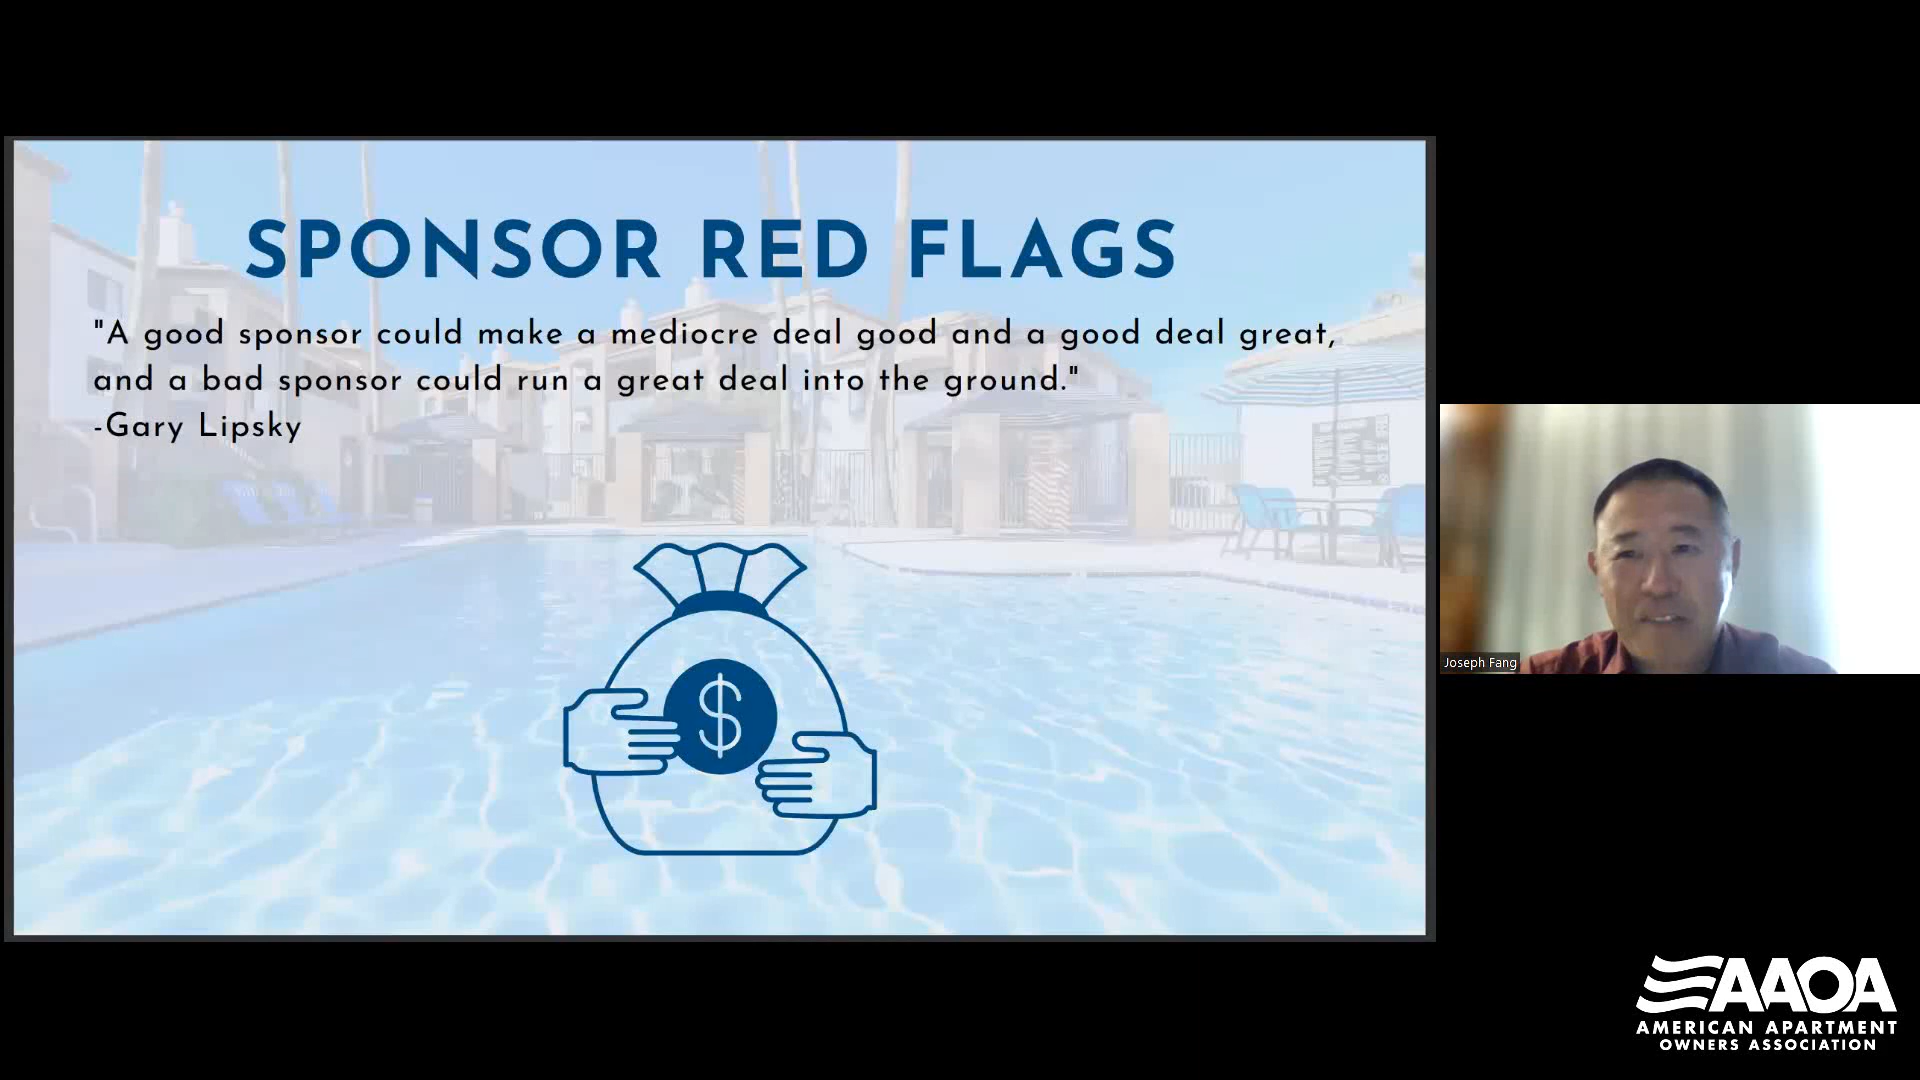 SPONSOR RED FLAGS
"A good sponsor could make a mediocre deal good and a good deal great,
and a bad sponsor could run a great deal into the ground."
-Gary Lipsky
$
Joseph Fang
AAOA
AMERICAN APARTMENT
OWNERS ASSOCIATION